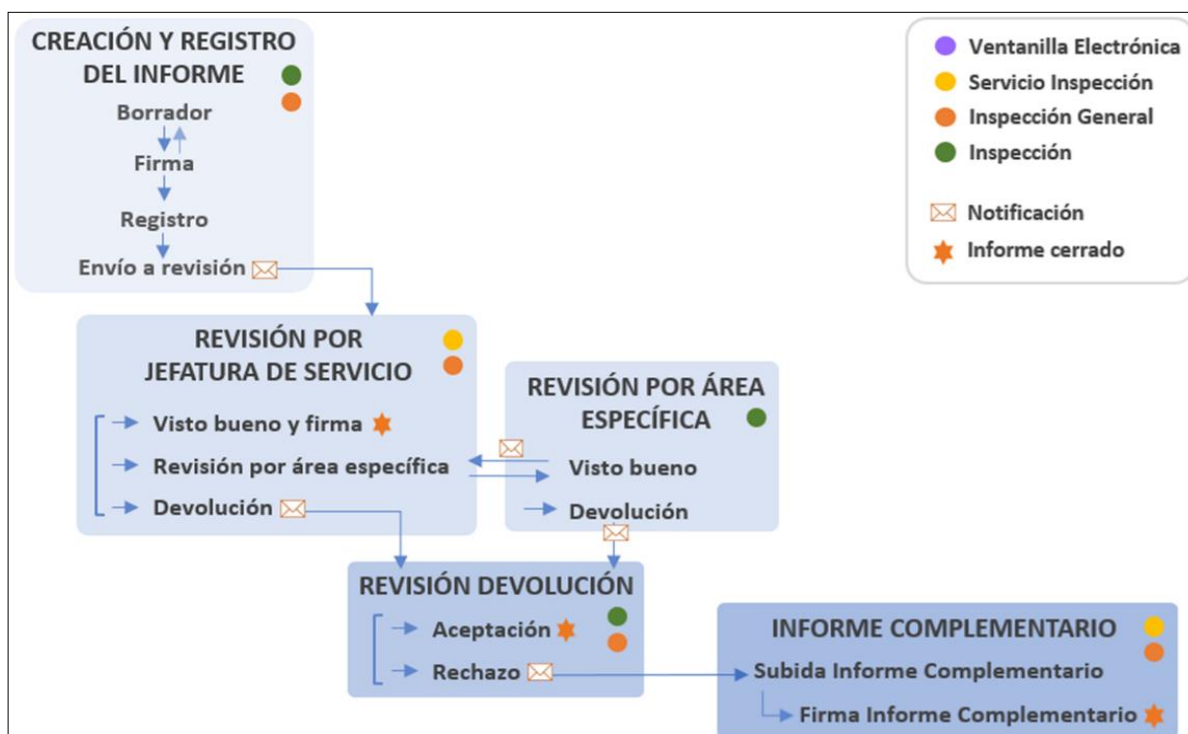 CREACIÓN Y REGISTRO
DEL INFORME
Borrador
Firma
Registro
Envío a revisión
Ventanilla Electrónica
Servicio Inspección
Inspección General
Inspección
Notificación
Informe cerrado
REVISIÓN POR
JEFATURA DE SERVICIO
Visto bueno y firma
Revisión por área específica
Devolución
REVISIÓN POR ÁREA
ESPECÍFICA
Visto bueno
Devolución
REVISIÓN DEVOLUCIÓN
Aceptación
Rechazo
INFORME COMPLEMENTARIO
Subida Informe Complementario
Firma Informe Complementario